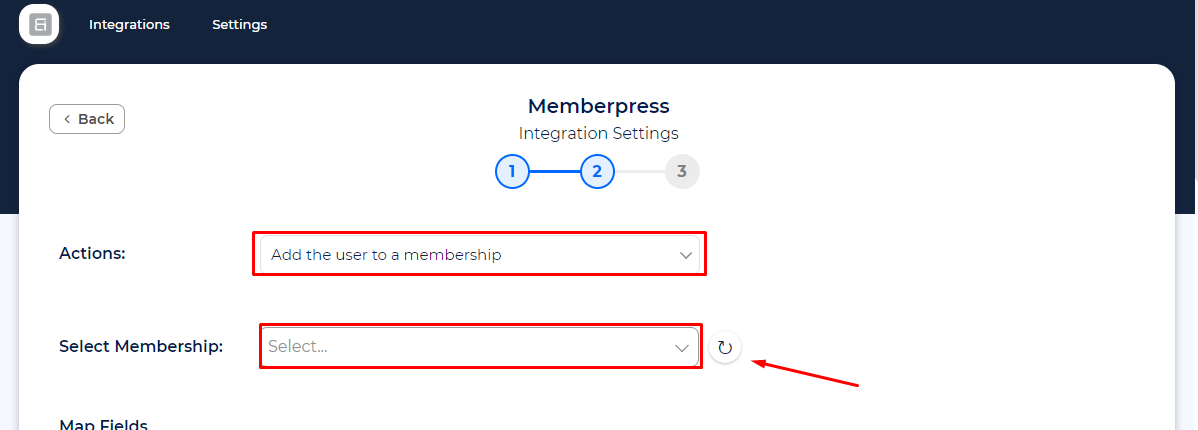 Integrations Settings
Back
Memberpress
Integration Settings
1 2 3
Actions: Add the user to a membership
Select Membership: Select...
Map Fields